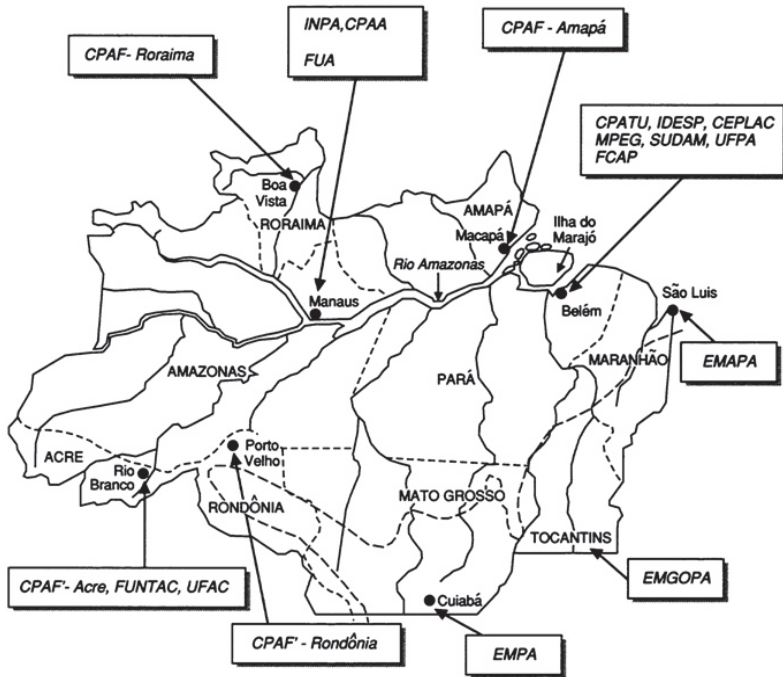 INPA,CPAA
FUA
CPAF - Amapá
CPAF- Roraima
CPATU, IDESP, CEPLAC
MPEG, SUDAM, UFPA
FCAP
Boa
Vista
RORAIMA
AMAPÁ
Macapá
Ilha do
Marajó
Rio Amazonas
Manaus
Belém
São Luis
EMAPA
AMAZONAS
PARÁ
MARANHÃO
ACRE
Rio
Branco
Porto
Velho
RONDÔNIA
MATO GROSSO
TOCANTINS
CPAF'- Acre, FUNTAC, UFAC
EMGOPA
Cuiabá
CPAF' - Rondônia
EMPA